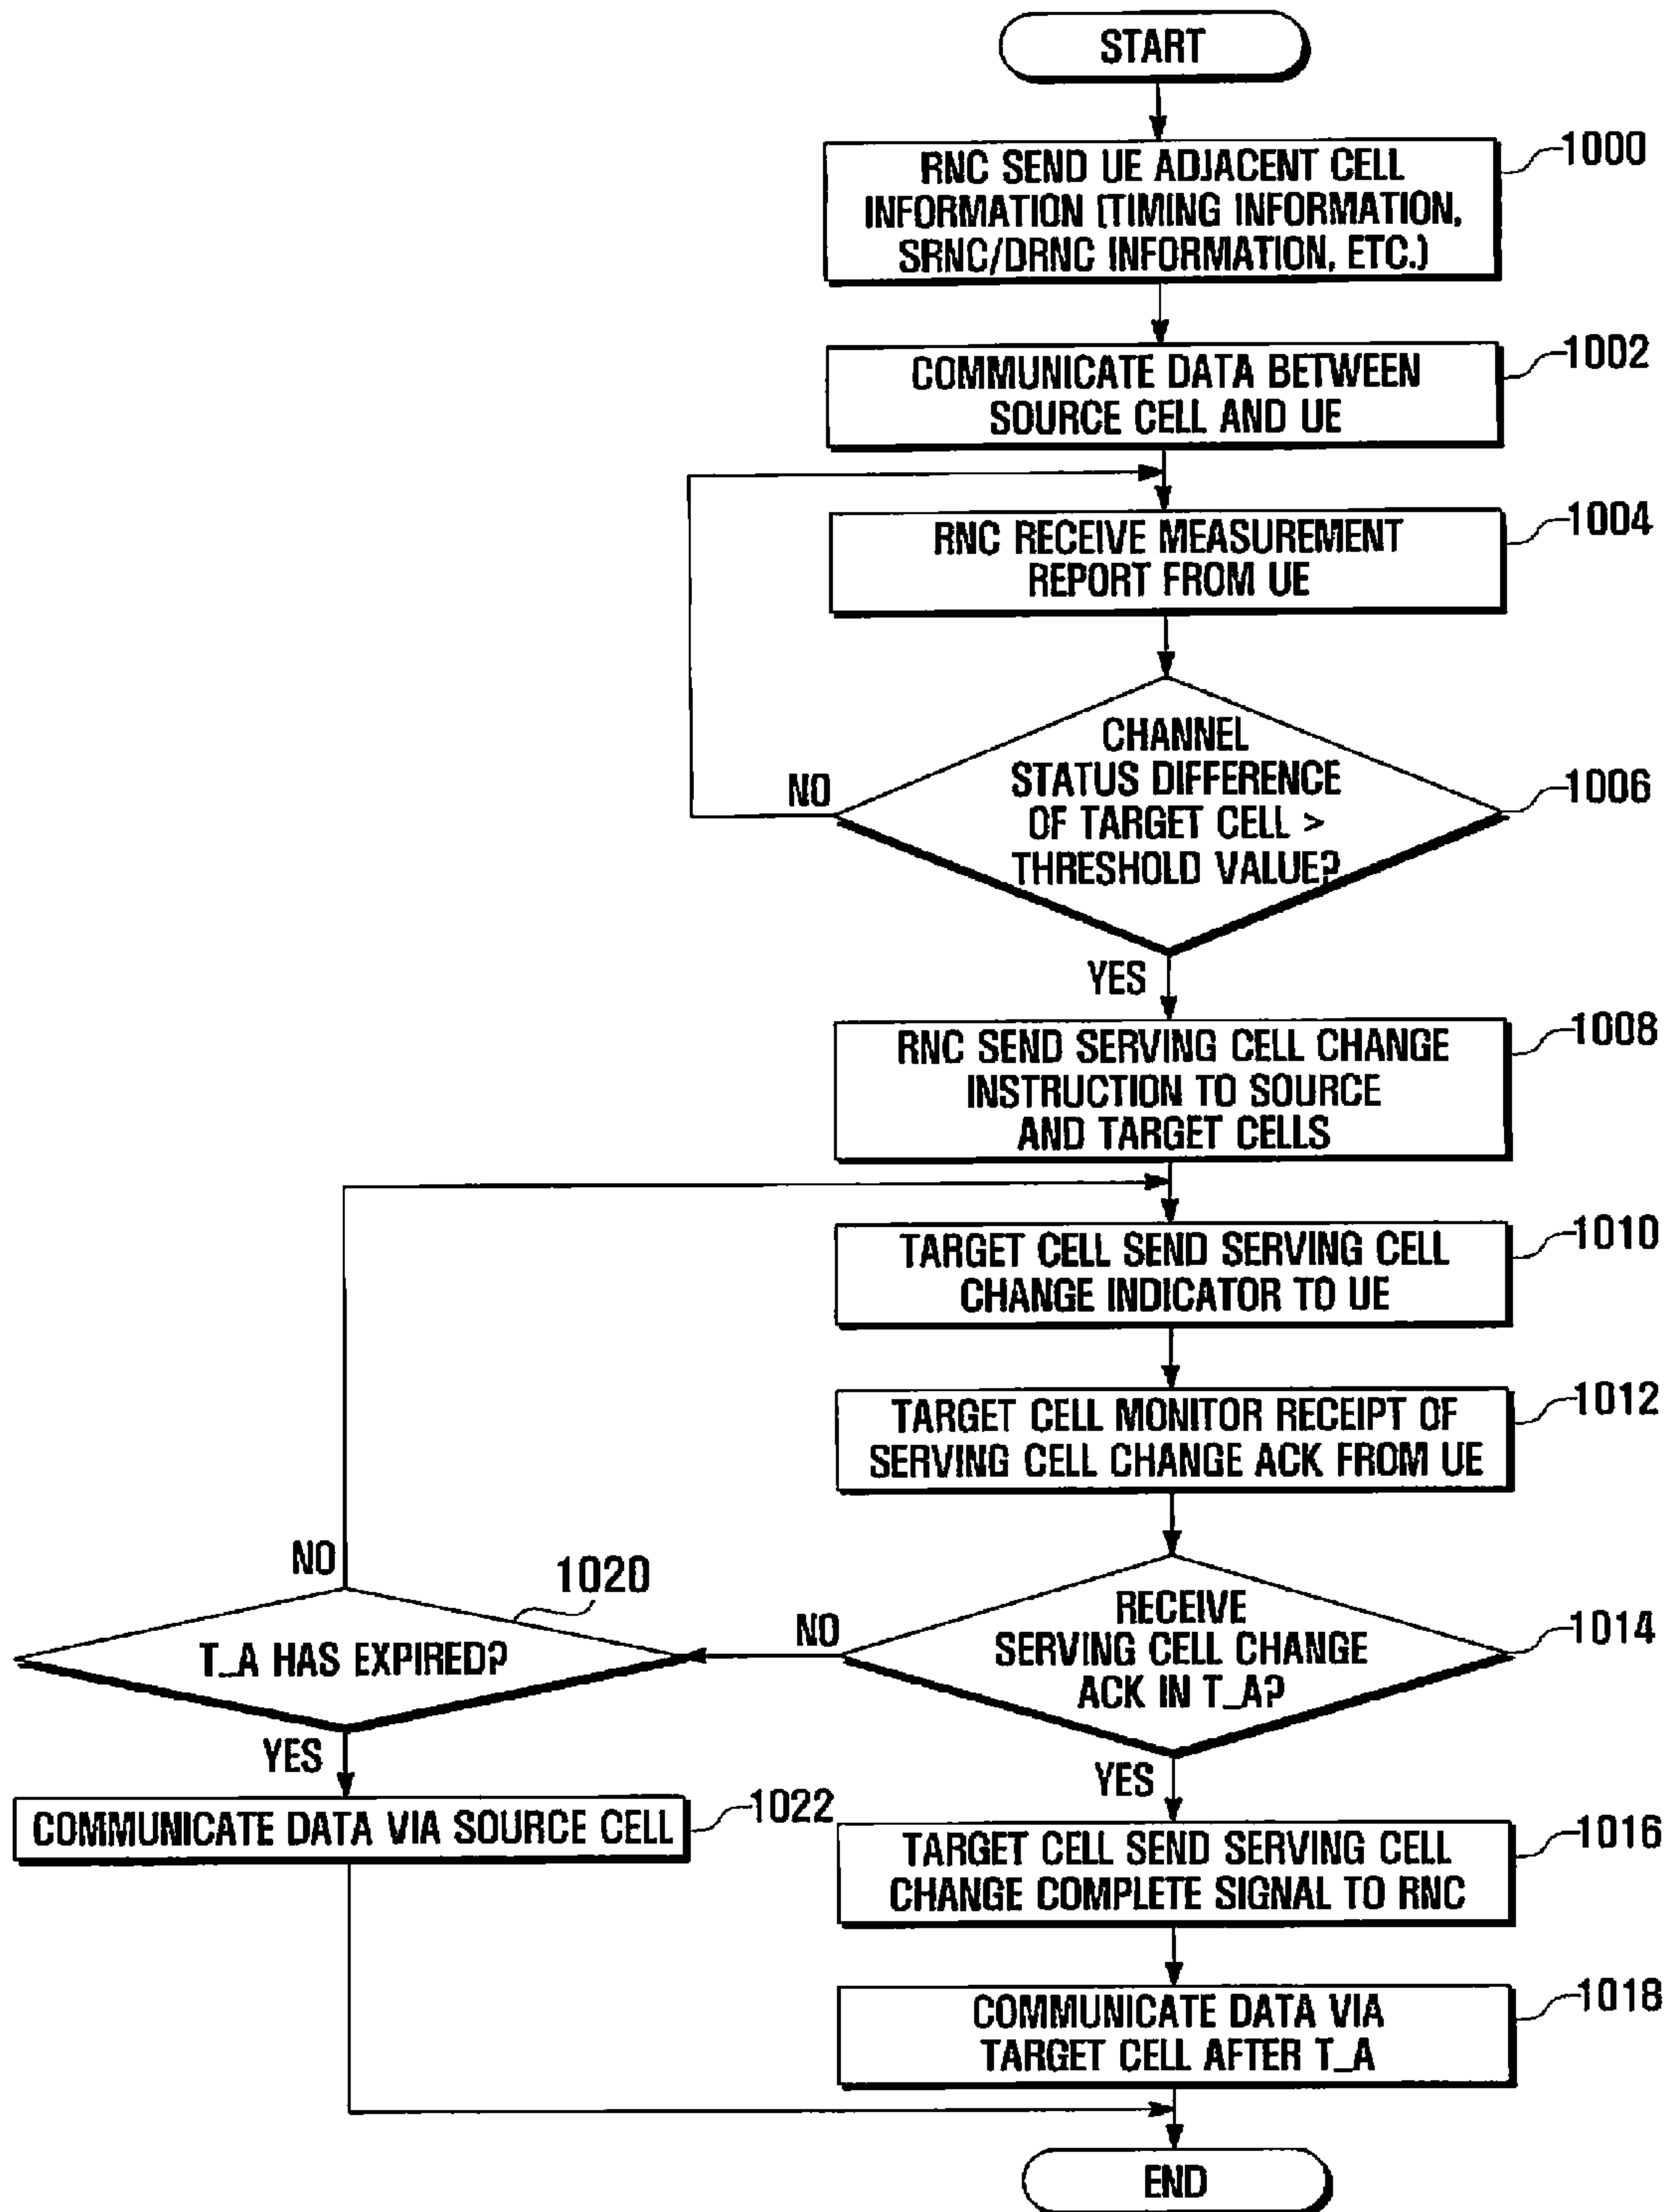 START
RNC SEND UE ADJACENT CELL
INFORMATION (TIMING INFORMATION,
SRNC/DRNC INFORMATION, ETC.)
1000
COMMUNICATE DATA BETWEEN
SOURCE CELL AND UE
1002
RNC RECEIVE MEASUREMENT
REPORT FROM UE
1004
CHANNEL
STATUS DIFFERENCE
OF TARGET CELL >
THRESHOLD VALUE?
1006
NO
YES
RNC SEND SERVING CELL CHANGE
INSTRUCTION TO SOURCE
AND TARGET CELLS
1008
TARGET CELL SEND SERVING CELL
CHANGE INDICATOR TO UE
1010
TARGET CELL MONITOR RECEIPT OF
SERVING CELL CHANGE ACK FROM UE
1012
RECEIVE
SERVING CELL CHANGE
ACK IN T_A?
1014
NO
YES
T_A HAS EXPIRED?
1020
NO
YES
COMMUNICATE DATA VIA SOURCE CELL
1022
TARGET CELL SEND SERVING CELL
CHANGE COMPLETE SIGNAL TO RNC
1016
COMMUNICATE DATA VIA
TARGET CELL AFTER T_A
1018
END